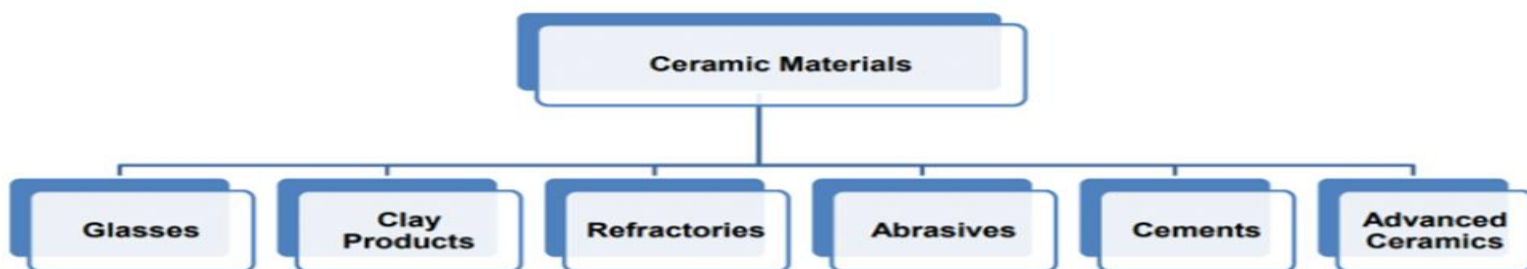 Ceramic Materials
Glasses
Clay
Products
Refractories
Abrasives
Cements
Advanced
Ceramics